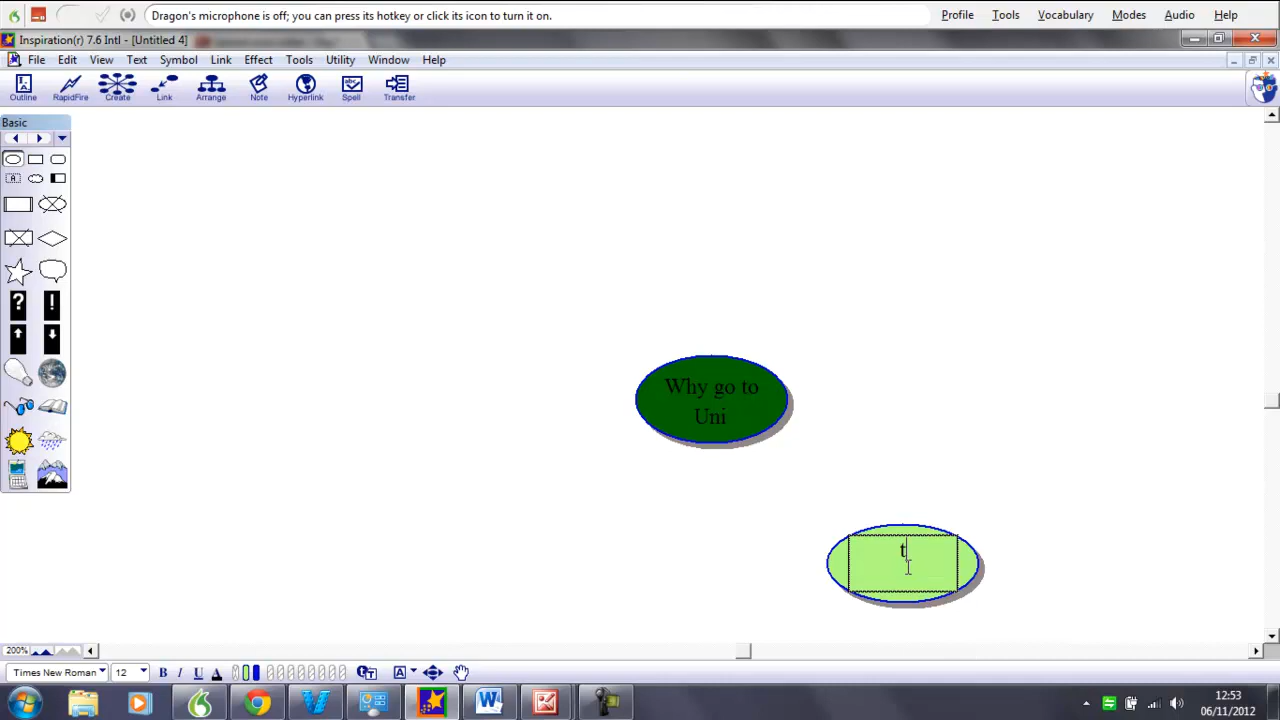 Dragon's microphone is off; you can press its hotkey or click its icon to turn it on.
Profile Tools Vocabulary Modes Audio Help
Inspiration(r) 7.6 Intl - [Untitled 4]
File Edit View Text Symbol Link Effect Tools Utility Window Help
Outline RapidFire Create Link Arrange Note Hyperlink Spell Transfer
Basic
Why go to
Uni
t
200%
Times New Roman 12 B I U A A
12:53
06/11/2012